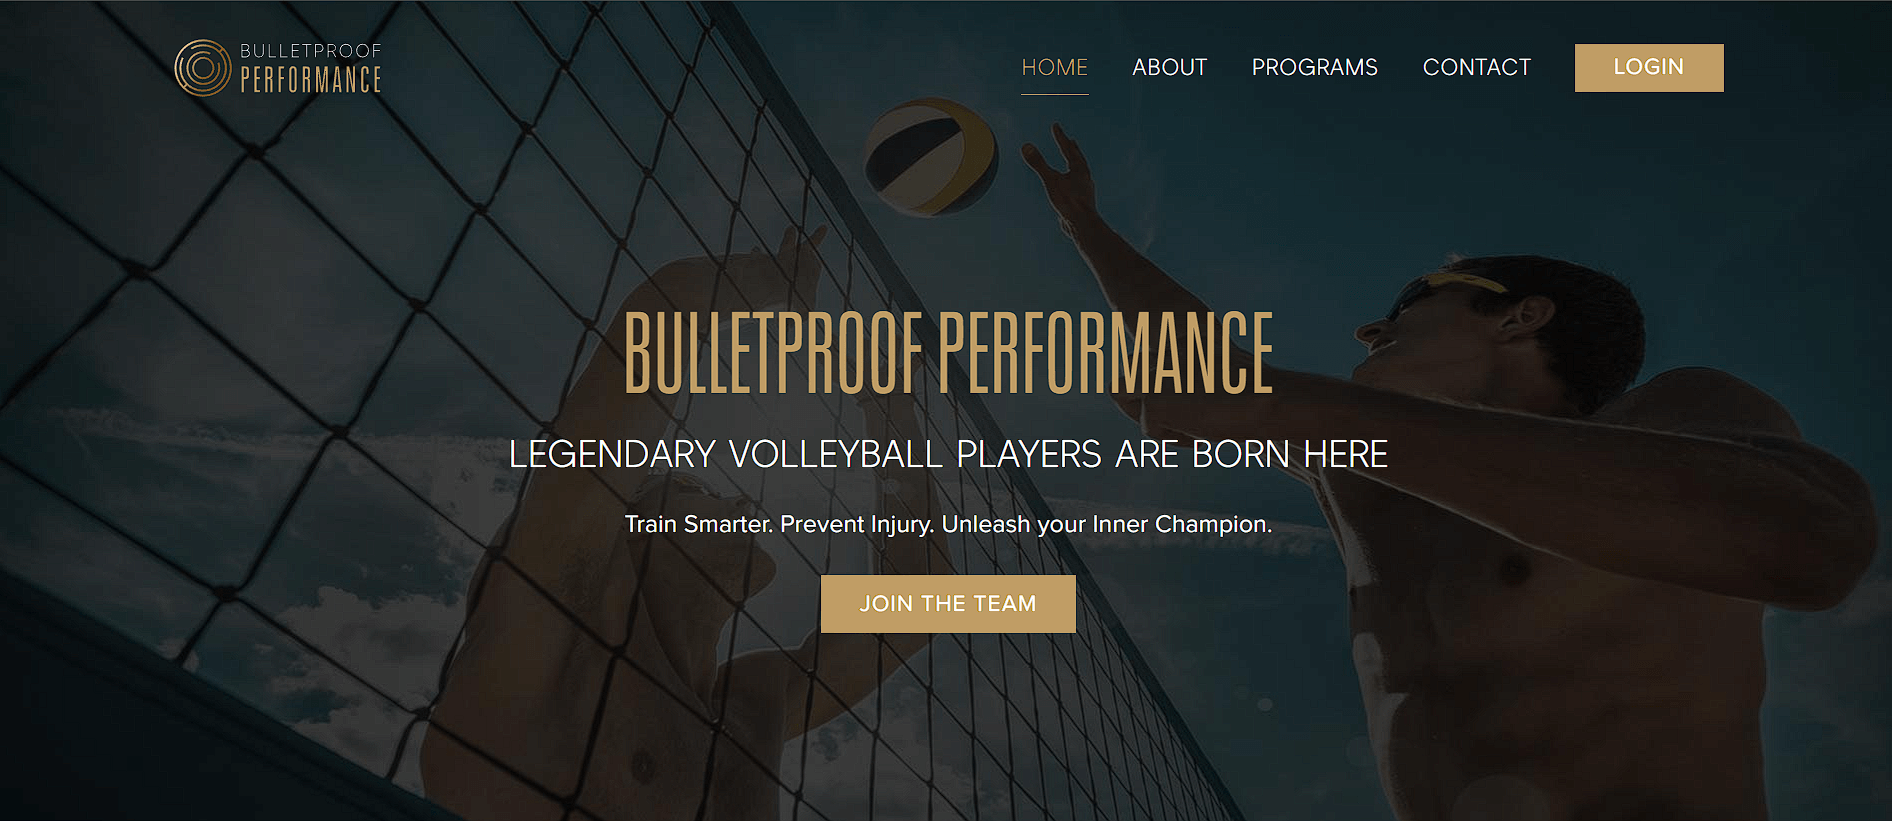 BULLETPROOF
PERFORMANCE
HOME
ABOUT
PROGRAMS
CONTACT
LOGIN
BULLETPROOF PERFORMANCE
LEGENDARY VOLLEYBALL PLAYERS ARE BORN HERE
Train Smarter. Prevent Injury. Unleash your Inner Champion.
JOIN THE TEAM